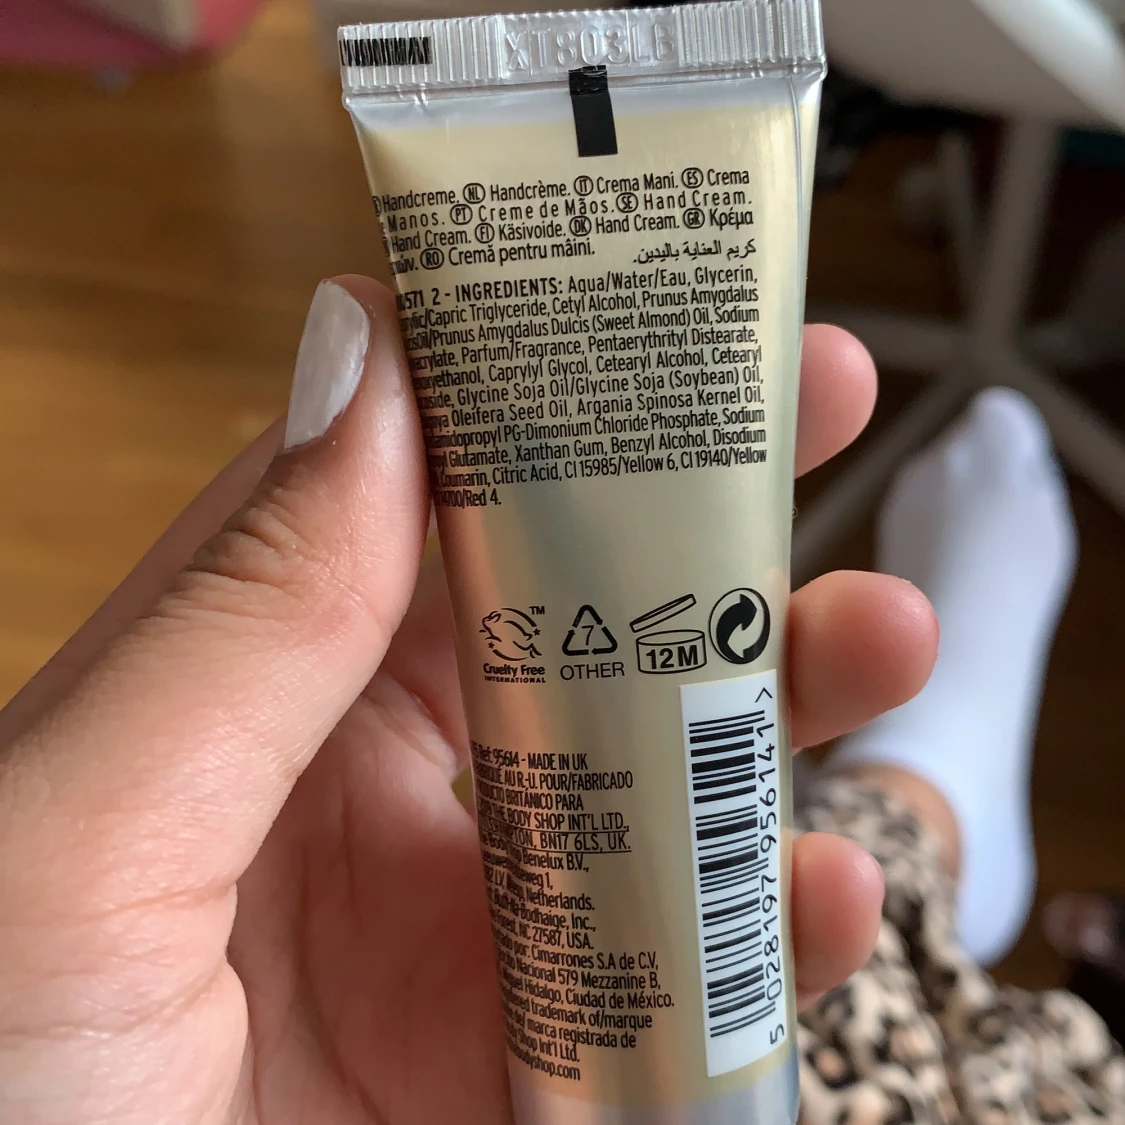 XT803LB
Handcreme. NL Handcrème. IT Crema Mani. ES Crema
Manos. PT Creme de Mãos. SE Hand Cream.
Hand Cream. FI Käsivoide. DK Hand Cream. GR Κρέμα
RO Cremă pentru mâini. كريم العناية باليدين.
571 2 - INGREDIENTS: Aqua/Water/Eau, Glycerin,
/Capric Triglyceride, Cetyl Alcohol, Prunus Amygdalus
Oil/Prunus Amygdalus Dulcis (Sweet Almond) Oil, Sodium
Parfum/Fragrance, Pentaerythrityl Distearate,
Caprylyl Glycol, Cetearyl Alcohol, Cetearyl
Glycine Soja Oil/Glycine Soja (Soybean) Oil,
Oleifera Seed Oil, Argania Spinosa Kernel Oil,
PG-Dimonium Chloride Phosphate, Sodium
Glutamate, Xanthan Gum, Benzyl Alcohol, Disodium
Coumarin, Citric Acid, CI 15985/Yellow 6, CI 19140/Yellow
/Red 4.
TM
Cruelty Free
INTERNATIONAL
7
OTHER
12M
Ref: 95614 - MADE IN UK
AU R.-U. POUR/FABRICADO
BRITÁNICO PARA
THE BODY SHOP INT'L LTD.,
BN17 6LS, UK.
Benelux B.V.,
Netherlands.
Inc.,
NC 27587, USA.
por: Cimarrones S.A de C.V,
Nacional 579 Mezzanine B,
Hidalgo, Ciudad de México.
trademark of/marque
marca registrada de
Shop Int'l Ltd.
5 028197 956141 >